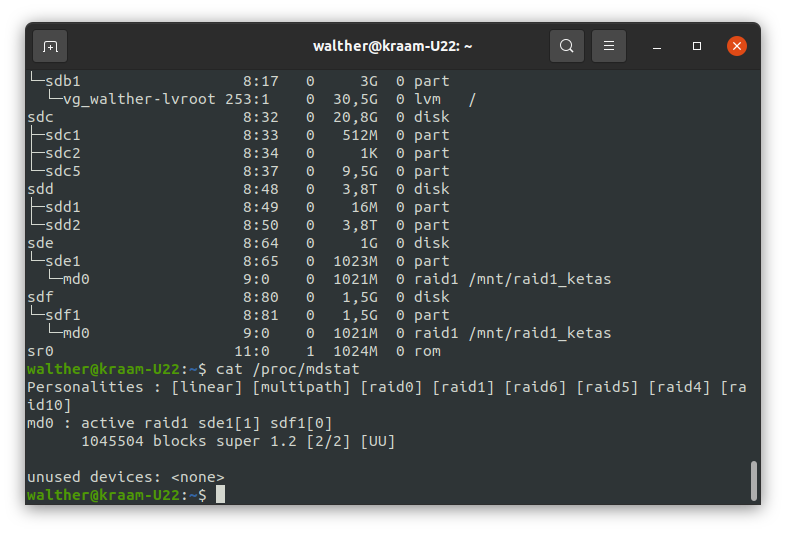 walther@kraam-U22: ~
└─sdb1                  8:17   0     3G  0 part
  └─vg_walther-lvroot 253:1    0  30,5G  0 lvm   /
sdc                     8:32   0  20,8G  0 disk
├─sdc1                  8:33   0   512M  0 part
├─sdc2                  8:34   0     1K  0 part
└─sdc5                  8:37   0   9,5G  0 part
sdd                     8:48   0   3,8T  0 disk
├─sdd1                  8:49   0    16M  0 part
└─sdd2                  8:50   0   3,8T  0 part
sde                     8:64   0     1G  0 disk
└─sde1                  8:65   0  1023M  0 part
  └─md0                 9:0    0  1021M  0 raid1 /mnt/raid1_ketas
sdf                     8:80   0   1,5G  0 disk
└─sdf1                  8:81   0   1,5G  0 part
  └─md0                 9:0    0  1021M  0 raid1 /mnt/raid1_ketas
sr0                    11:0    1  1024M  0 rom
walther@kraam-U22:~$ cat /proc/mdstat
Personalities : [linear] [multipath] [raid0] [raid1] [raid6] [raid5] [raid4] [ra
id10]
md0 : active raid1 sde1[1] sdf1[0]
      1045504 blocks super 1.2 [2/2] [UU]
unused devices: <none>
walther@kraam-U22:~$